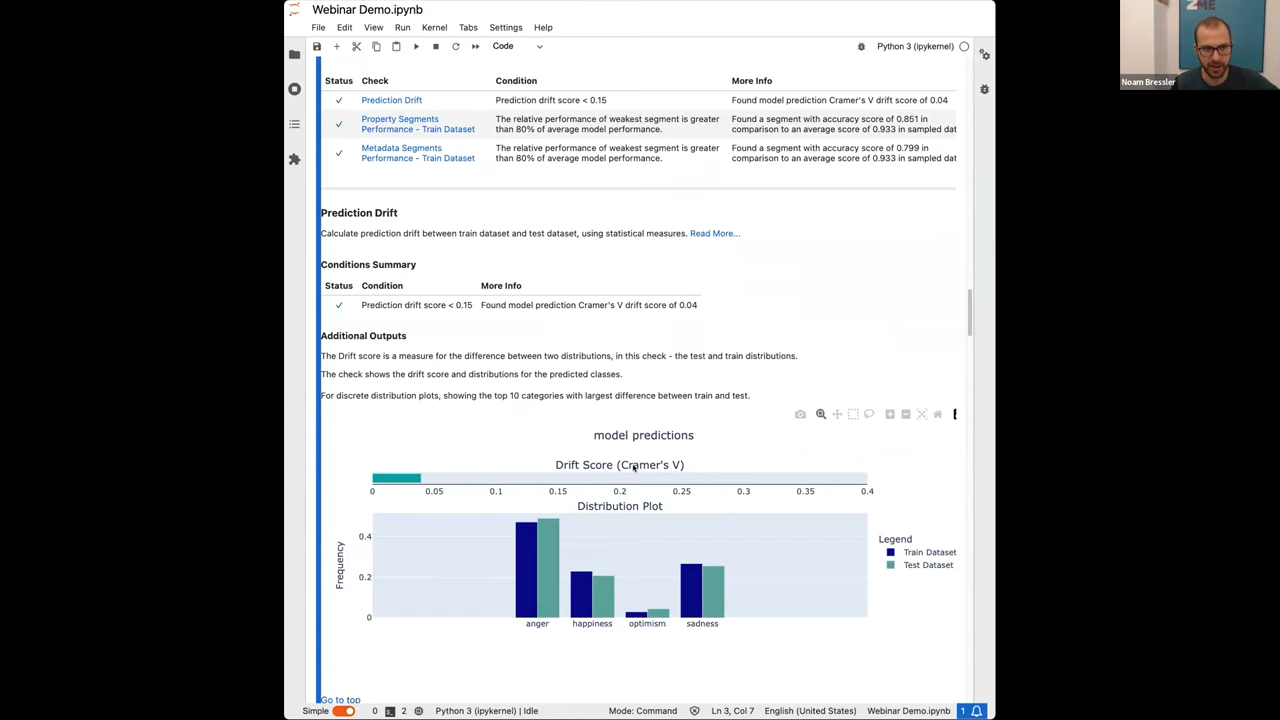 Webinar Demo.ipynb
File Edit View Run Kernel Tabs Settings Help
Code Python 3 (ipykernel)
Status Check Condition More Info
Prediction Drift Prediction drift score < 0.15 Found model prediction Cramer's V drift score of 0.04
Property Segments The relative performance of weakest segment is greater Found a segment with accuracy score of 0.851 in
Performance - Train Dataset than 80% of average model performance. comparison to an average score of 0.933 in sampled dat
Metadata Segments The relative performance of weakest segment is greater Found a segment with accuracy score of 0.799 in
Performance - Train Dataset than 80% of average model performance. comparison to an average score of 0.933 in sampled dat
Prediction Drift
Calculate prediction drift between train dataset and test dataset, using statistical measures. Read More...
Conditions Summary
Status Condition More Info
Prediction drift score < 0.15 Found model prediction Cramer's V drift score of 0.04
Additional Outputs
The Drift score is a measure for the difference between two distributions, in this check - the test and train distributions.
The check shows the drift score and distributions for the predicted classes.
For discrete distribution plots, showing the top 10 categories with largest difference between train and test.
model predictions
Drift Score (Cramer's V)
0 0.05 0.1 0.15 0.2 0.25 0.3 0.35 0.4
Distribution Plot
Frequency
0.4
0.2
0
anger happiness optimism sadness
Legend
Train Dataset
Test Dataset
Go to top
Simple 0 2 Python 3 (ipykernel) | Idle Mode: Command Ln 3, Col 7 English (United States) Webinar Demo.ipynb 1
Noam Bressler